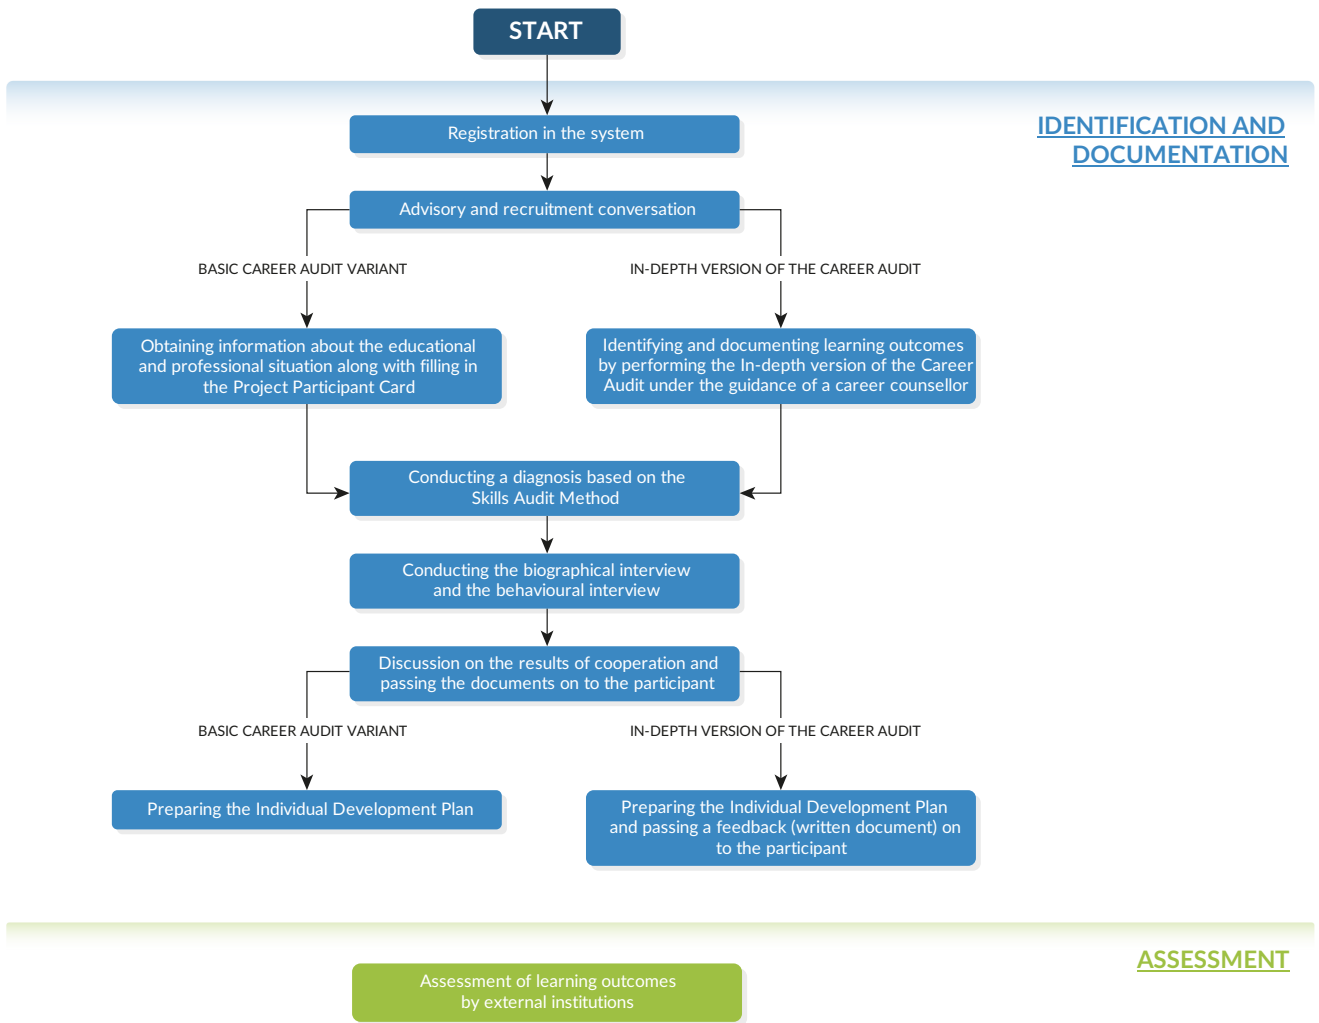 START
IDENTIFICATION AND
DOCUMENTATION
Registration in the system
Advisory and recruitment conversation
BASIC CAREER AUDIT VARIANT
IN-DEPTH VERSION OF THE CAREER AUDIT
Obtaining information about the educational
and professional situation along with filling in
the Project Participant Card
Identifying and documenting learning outcomes
by performing the In-depth version of the Career
Audit under the guidance of a career counsellor
Conducting a diagnosis based on the
Skills Audit Method
Conducting the biographical interview
and the behavioural interview
Discussion on the results of cooperation and
passing the documents on to the participant
BASIC CAREER AUDIT VARIANT
IN-DEPTH VERSION OF THE CAREER AUDIT
Preparing the Individual Development Plan
Preparing the Individual Development Plan
and passing a feedback (written document) on
to the participant
ASSESSMENT
Assessment of learning outcomes
by external institutions